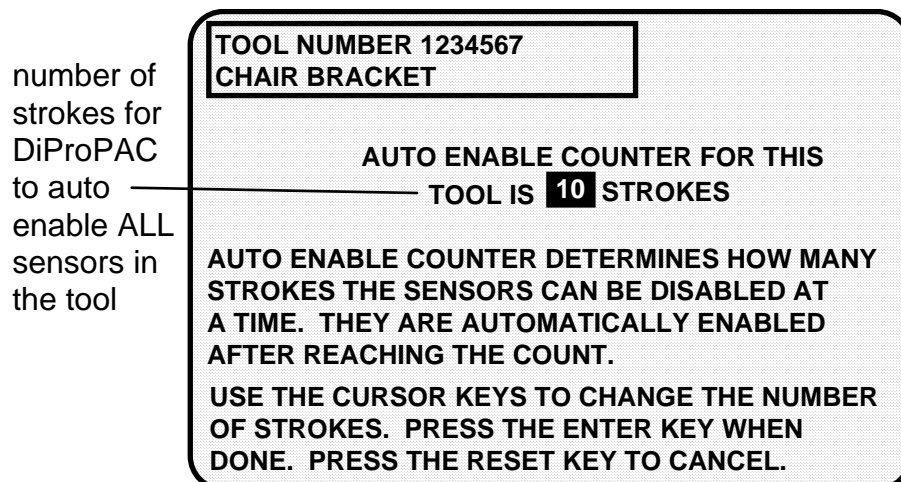 number of
strokes for
DiProPAC
to auto
enable ALL
sensors in
the tool
TOOL NUMBER 1234567
CHAIR BRACKET
AUTO ENABLE COUNTER FOR THIS
TOOL IS 10 STROKES
AUTO ENABLE COUNTER DETERMINES HOW MANY
STROKES THE SENSORS CAN BE DISABLED AT
A TIME. THEY ARE AUTOMATICALLY ENABLED
AFTER REACHING THE COUNT.
USE THE CURSOR KEYS TO CHANGE THE NUMBER
OF STROKES. PRESS THE ENTER KEY WHEN
DONE. PRESS THE RESET KEY TO CANCEL.